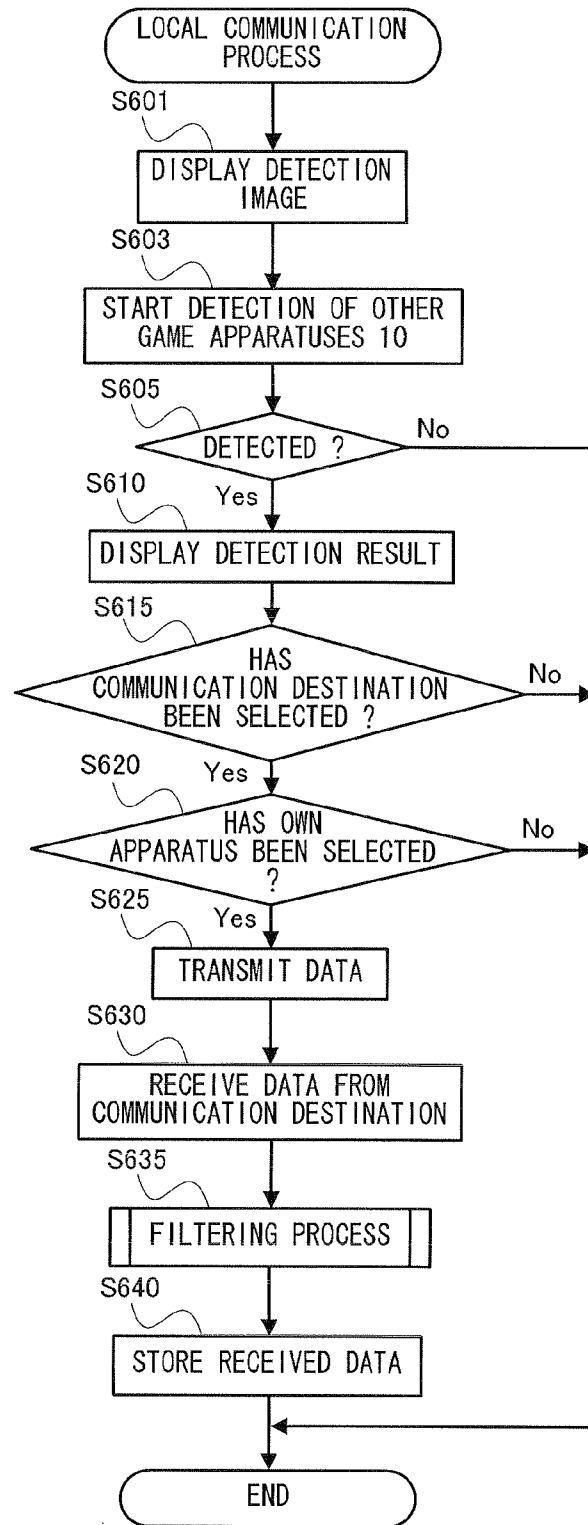 LOCAL COMMUNICATION
PROCESS
S601
DISPLAY DETECTION
IMAGE
S603
START DETECTION OF OTHER
GAME APPARATUSES 10
S605
DETECTED ?
No
Yes
S610
DISPLAY DETECTION RESULT
S615
HAS
COMMUNICATION DESTINATION
BEEN SELECTED ?
No
Yes
S620
HAS OWN
APPARATUS BEEN SELECTED
?
No
Yes
S625
TRANSMIT DATA
S630
RECEIVE DATA FROM
COMMUNICATION DESTINATION
S635
FILTERING PROCESS
S640
STORE RECEIVED DATA
END